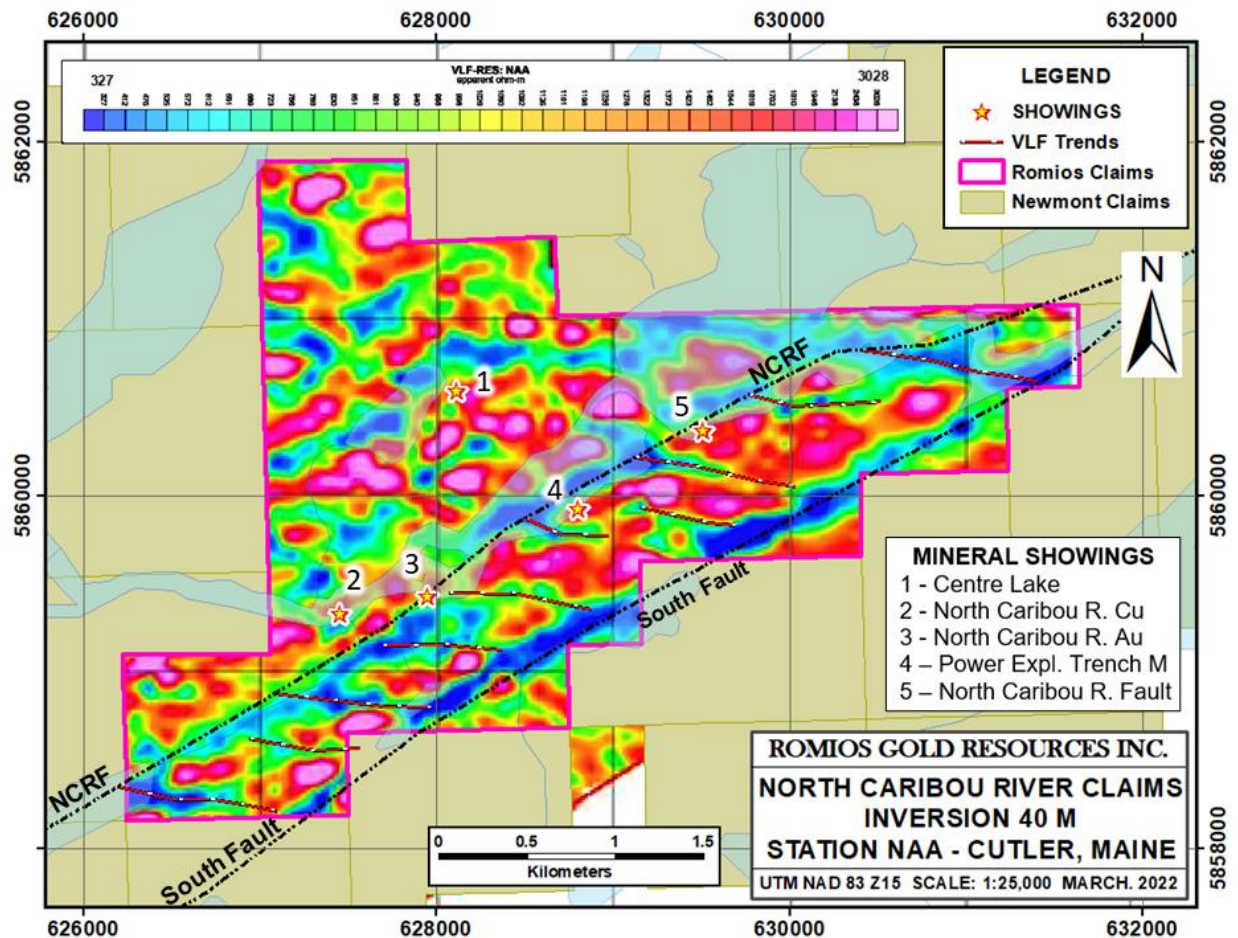 626000 628000 630000 632000
VLF-RES: NAA
apparent ohm-m
327 3028
LEGEND
SHOWINGS
VLF Trends
Romios Claims
Newmont Claims
5862000 5862000
N
NCRF
1
5
4
3
2
5860000 5860000
South Fault
MINERAL SHOWINGS
1 - Centre Lake
2 - North Caribou R. Cu
3 - North Caribou R. Au
4 – Power Expl. Trench M
5 – North Caribou R. Fault
NCRF
South Fault
0 0.5 1 1.5
Kilometers
ROMIOS GOLD RESOURCES INC.
NORTH CARIBOU RIVER CLAIMS
INVERSION 40 M
STATION NAA - CUTLER, MAINE
UTM NAD 83 Z15 SCALE: 1:25,000 MARCH. 2022
5858000
626000 628000 630000 632000